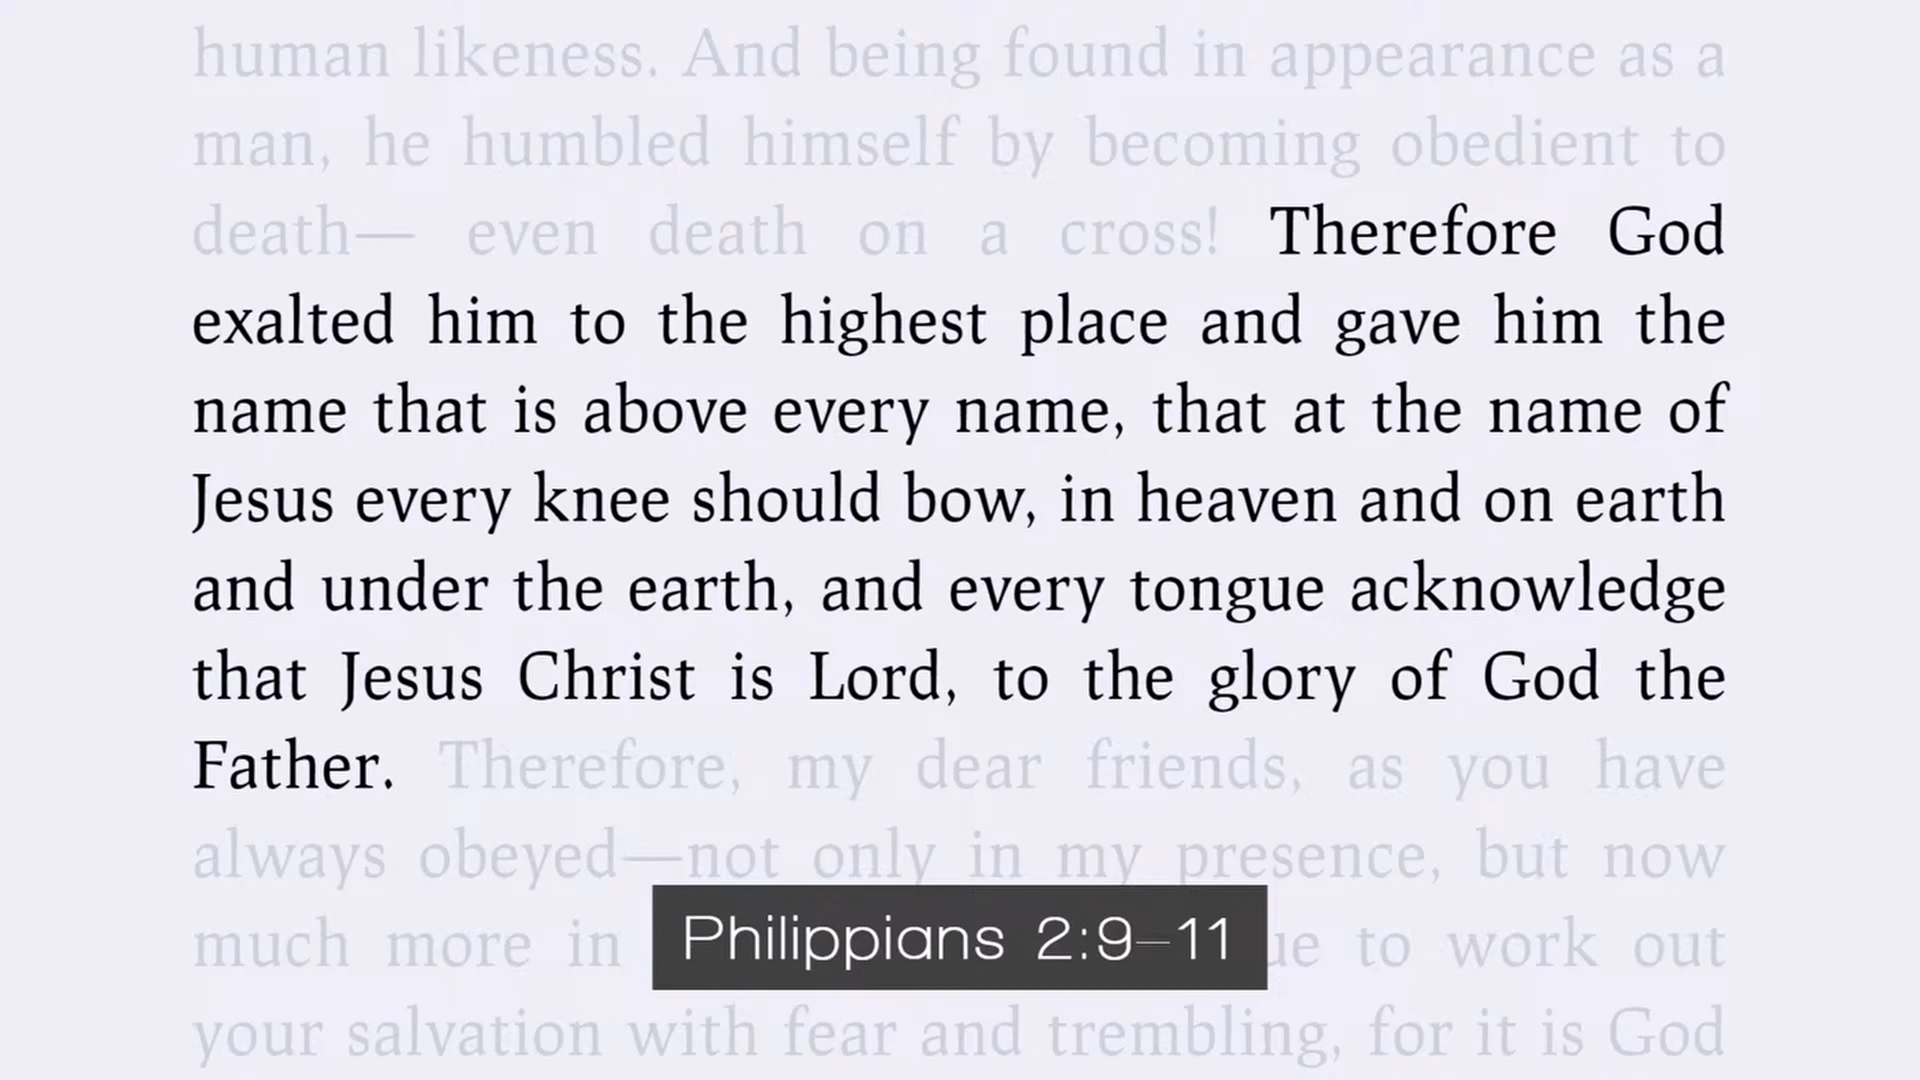 human likeness. And being found in appearance as a
man, he humbled himself by becoming obedient to
death— even death on a cross! Therefore God
exalted him to the highest place and gave him the
name that is above every name, that at the name of
Jesus every knee should bow, in heaven and on earth
and under the earth, and every tongue acknowledge
that Jesus Christ is Lord, to the glory of God the
Father. Therefore, my dear friends, as you have
always obeyed—not only in my presence, but now
much more in ue to work out
Philippians 2:9–11
your salvation with fear and trembling, for it is God